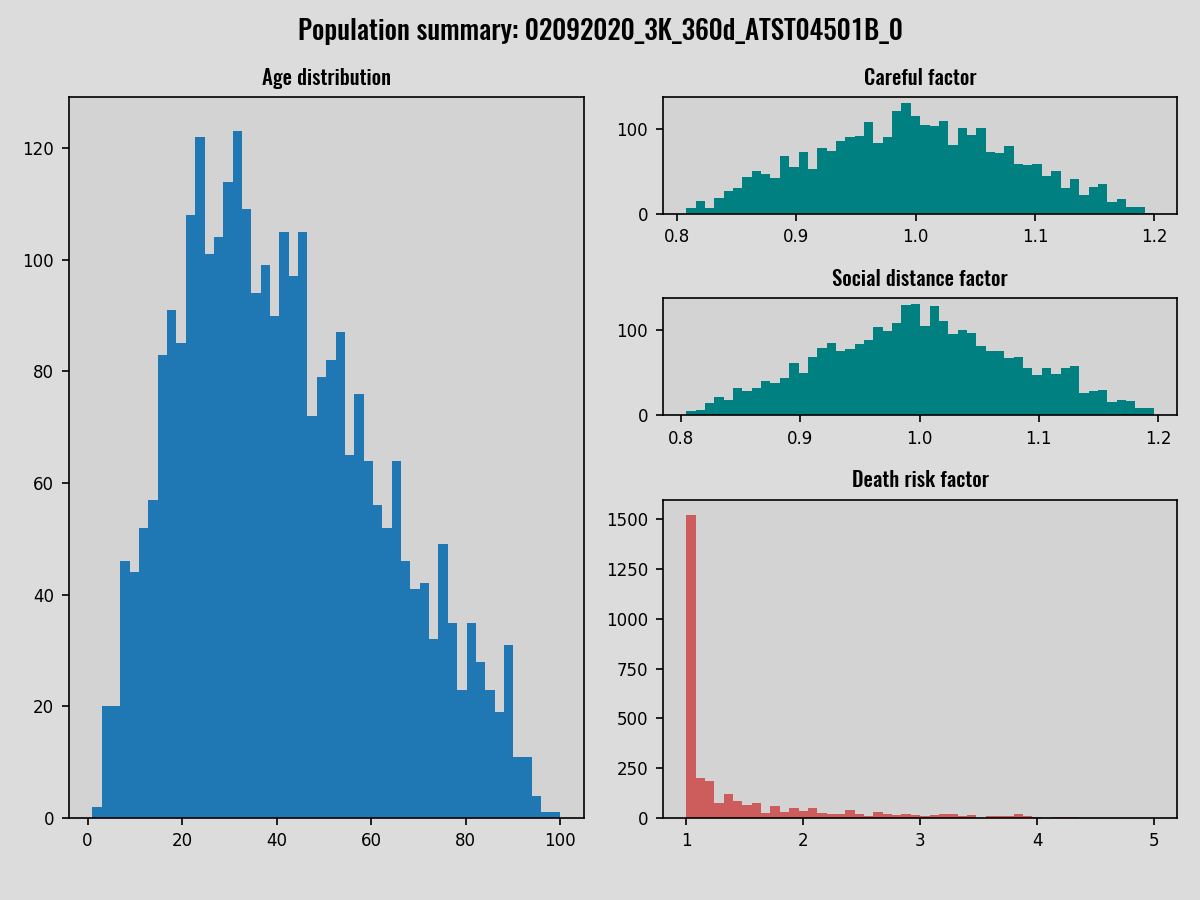 Population summary: 02092020_3K_360d_ATST04501B_0
Age distribution
120
100
80
60
40
20
0
0 20 40 60 80 100
Careful factor
100
0
0.8 0.9 1.0 1.1 1.2
Social distance factor
100
0
0.8 0.9 1.0 1.1 1.2
Death risk factor
1500
1250
1000
750
500
250
0
1 2 3 4 5